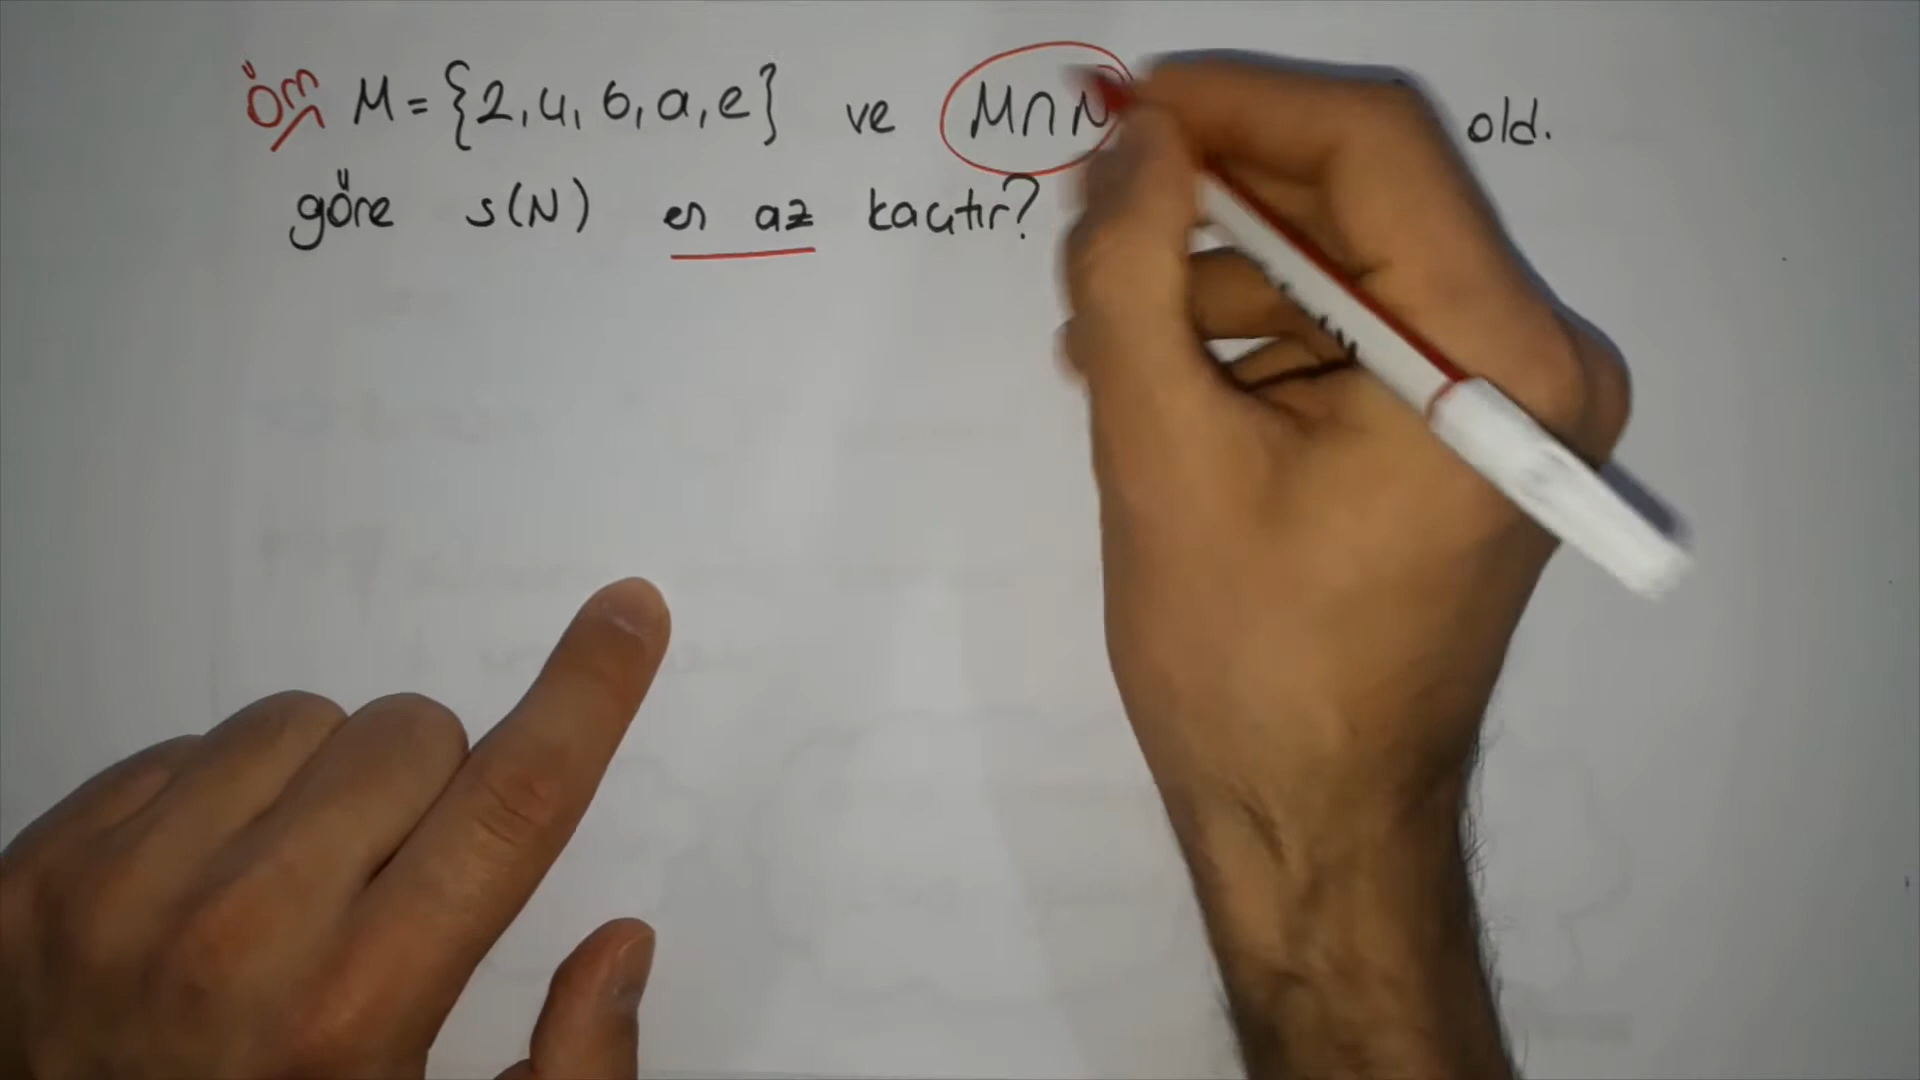 örn M = {2, 4, 6, a, e} ve M∩N old.
göre s(N) en az kaçtır?